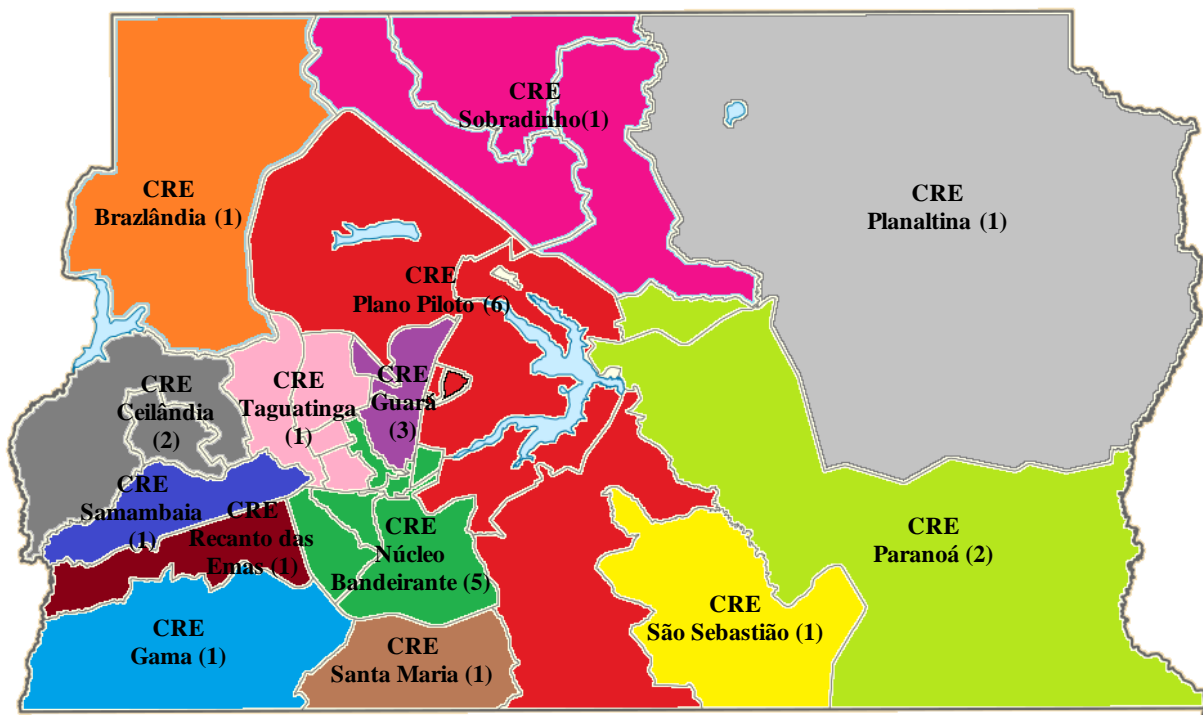 CRE
Sobradinho(1)
CRE
Brazlândia (1)
CRE
Planaltina (1)
CRE
Plano Piloto (6)
CRE
Ceilândia
(2)
CRE
Taguatinga
(1)
CRE
Guará
(3)
CRE
Samambaia
(1)
CRE
Recanto das
Emas (1)
CRE
Núcleo
Bandeirante (5)
CRE
Paranoá (2)
CRE
São Sebastião (1)
CRE
Gama (1)
CRE
Santa Maria (1)